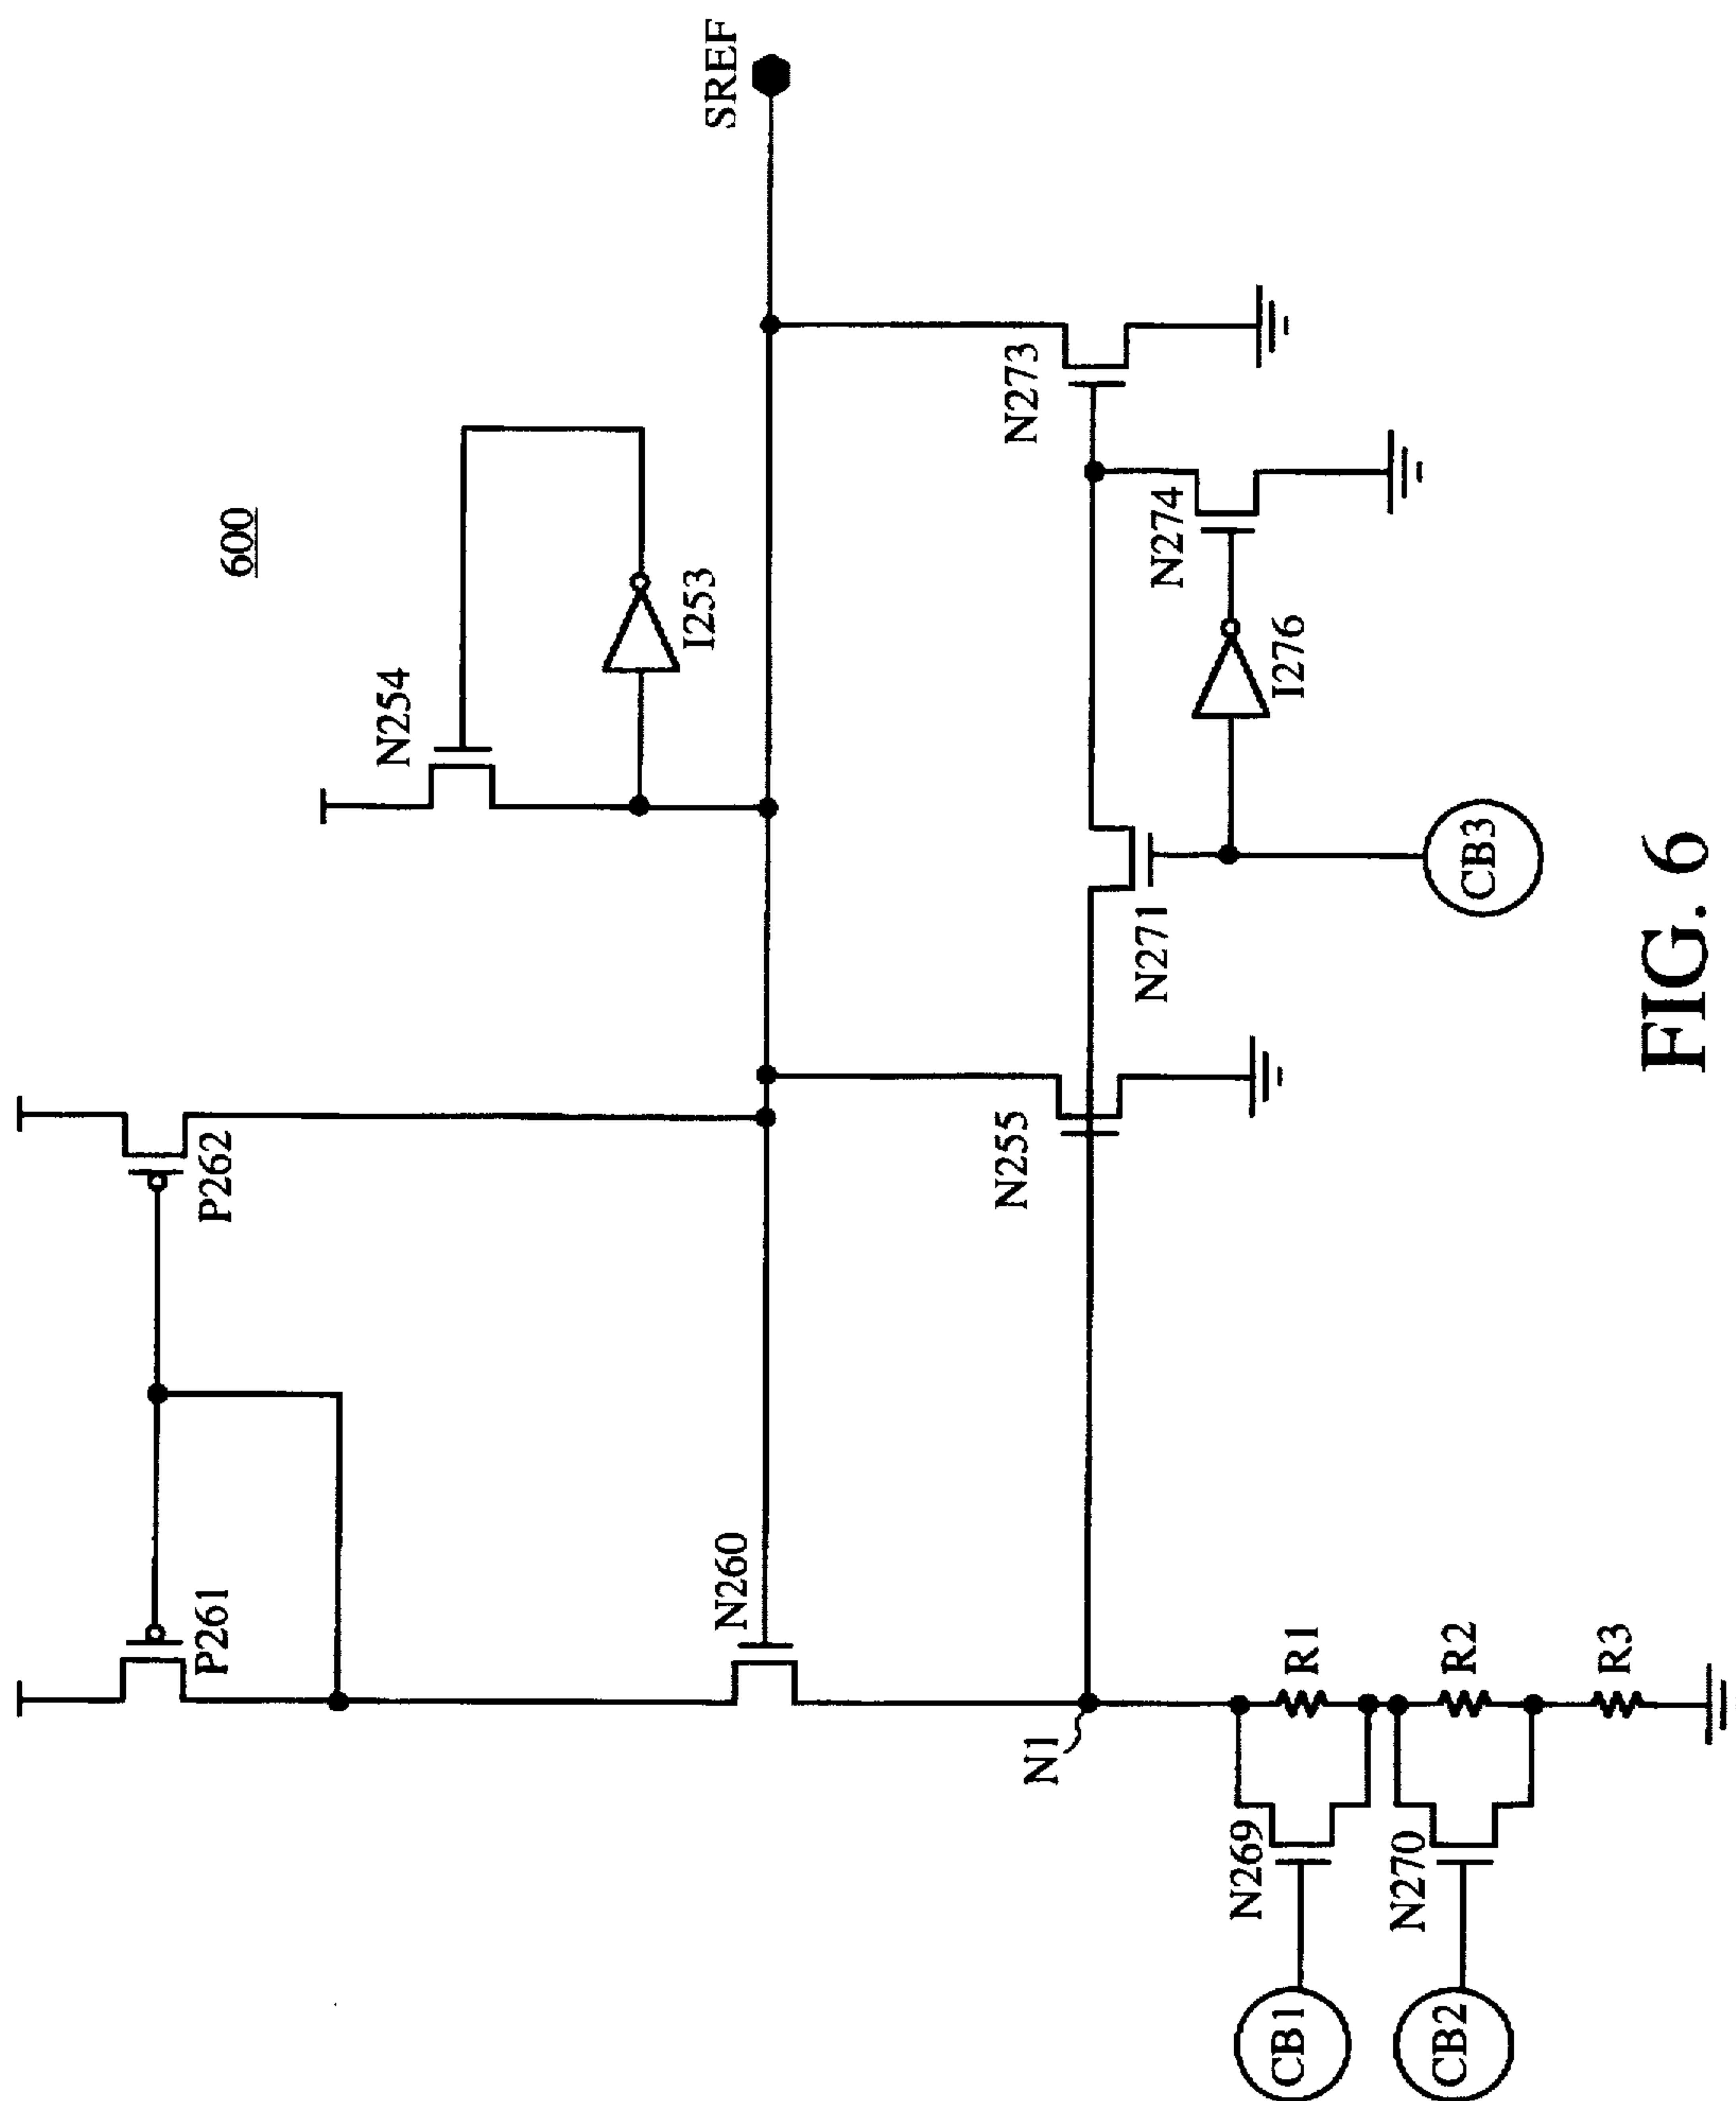 600
P261
P262
N254
I253
SREF
N260
N255
N273
N274
N271
I276
N1
CB3
N269
R1
CB1
N270
R2
CB2
R3
FIG. 6